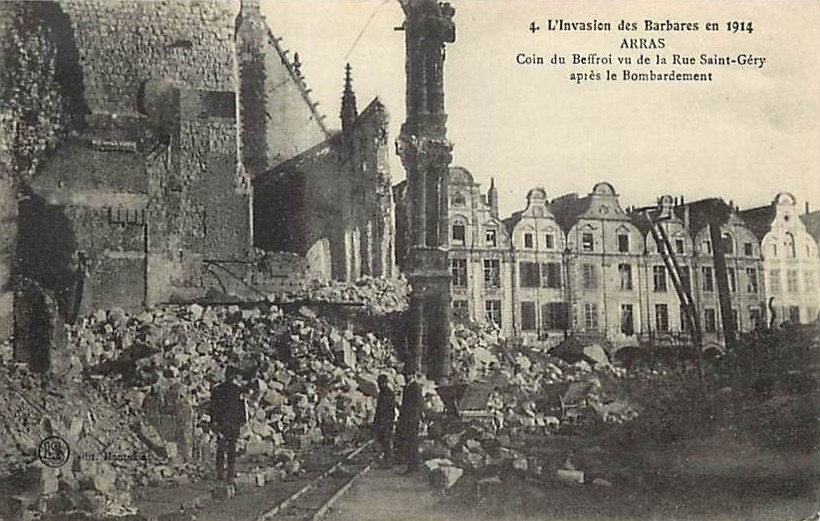 4. L'Invasion des Barbares en 1914
ARRAS
Coin du Beffroi vu de la Rue Saint-Géry
après le Bombardement